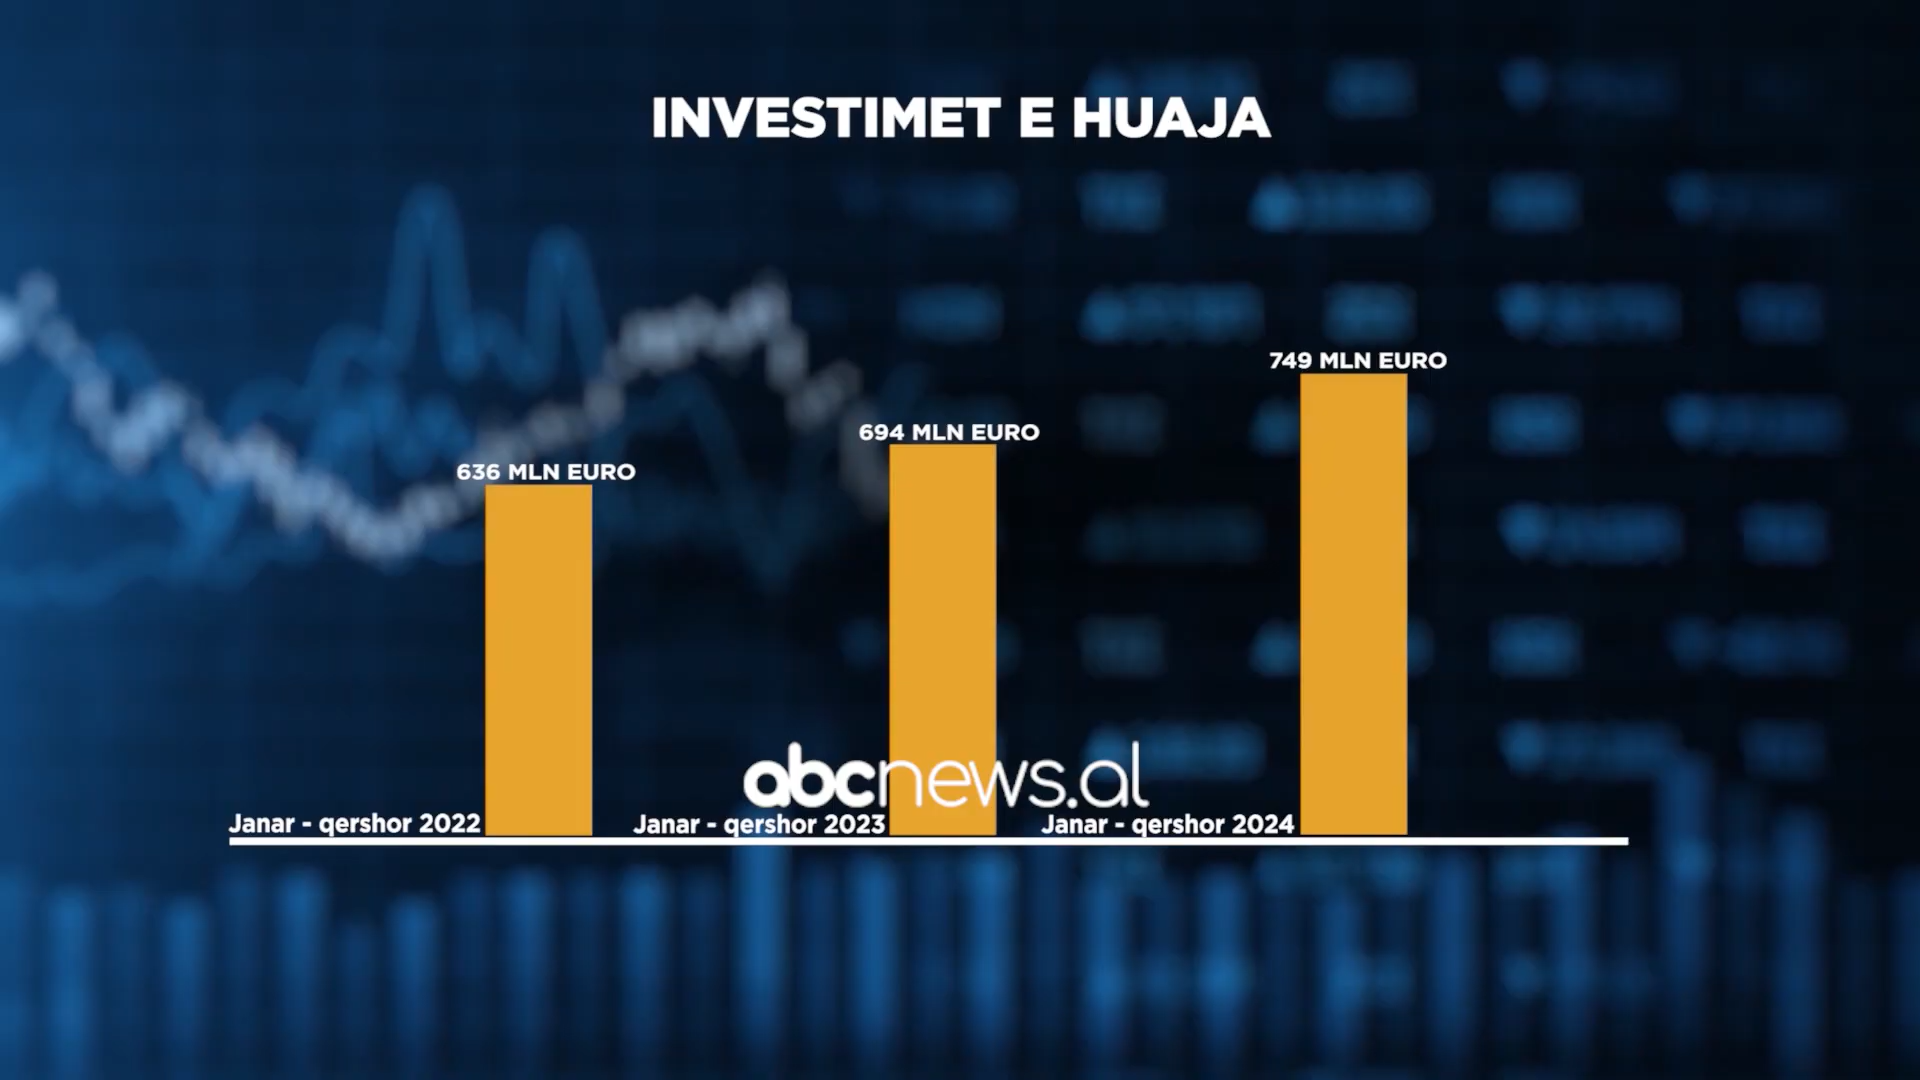 INVESTIMET E HUAJA
636 MLN EURO
694 MLN EURO
749 MLN EURO
abcnews.al
Janar - qershor 2022
Janar - qershor 2023
Janar - qershor 2024